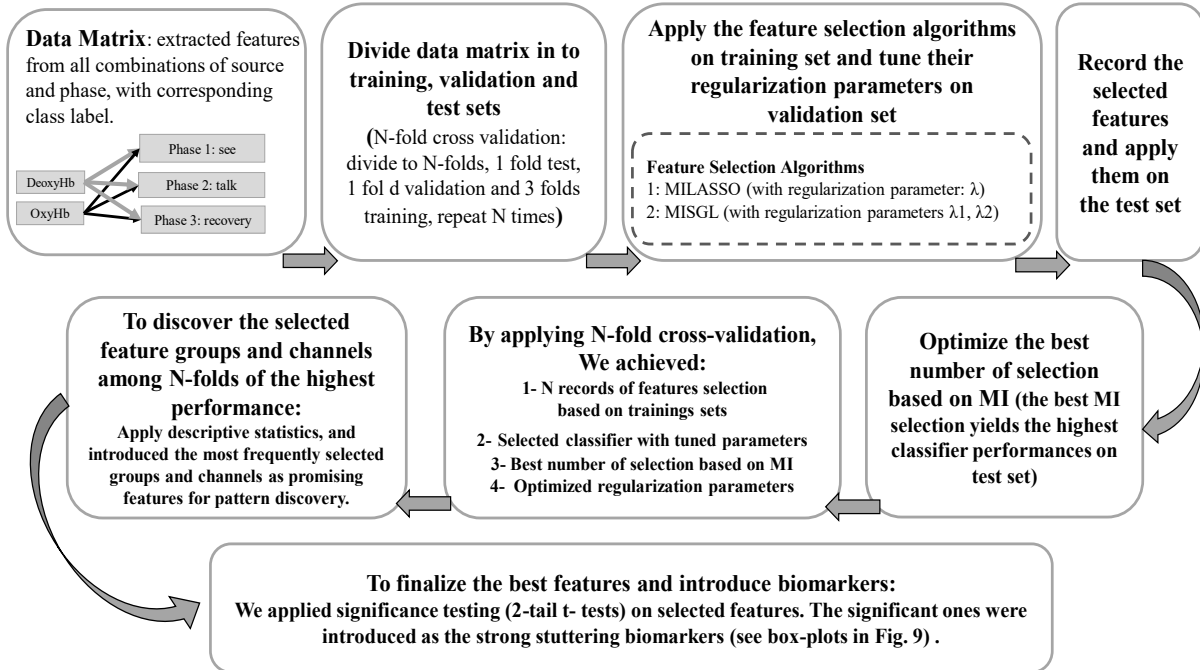 Data Matrix: extracted features
from all combinations of source
and phase, with corresponding
class label.
DeoxyHb
OxyHb
Phase 1: see
Phase 2: talk
Phase 3: recovery
Divide data matrix in to
training, validation and
test sets
(N-fold cross validation:
divide to N-folds, 1 fold test,
1 fol d validation and 3 folds
training, repeat N times)
Apply the feature selection algorithms
on training set and tune their
regularization parameters on
validation set
Feature Selection Algorithms
1: MILASSO (with regularization parameter: λ)
2: MISGL (with regularization parameters λ1, λ2)
Record the
selected
features
and apply
them on
the test set
Optimize the best
number of selection
based on MI (the best MI
selection yields the highest
classifier performances on
test set)
By applying N-fold cross-validation,
We achieved:
1- N records of features selection
based on trainings sets
2- Selected classifier with tuned parameters
3- Best number of selection based on MI
4- Optimized regularization parameters
To discover the selected
feature groups and channels
among N-folds of the highest
performance:
Apply descriptive statistics, and
introduced the most frequently selected
groups and channels as promising
features for pattern discovery.
To finalize the best features and introduce biomarkers:
We applied significance testing (2-tail t- tests) on selected features. The significant ones were
introduced as the strong stuttering biomarkers (see box-plots in Fig. 9) .